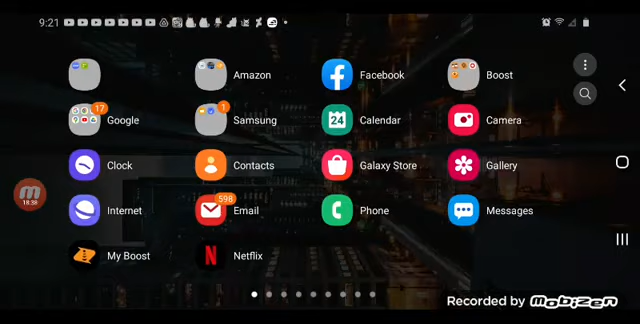 9:21
Amazon
Facebook
Boost
17
Google
1
Samsung
24
Calendar
Camera
Clock
Contacts
Galaxy Store
Gallery
18:38
Internet
598
Email
Phone
Messages
My Boost
Netflix
Recorded by Mobizen